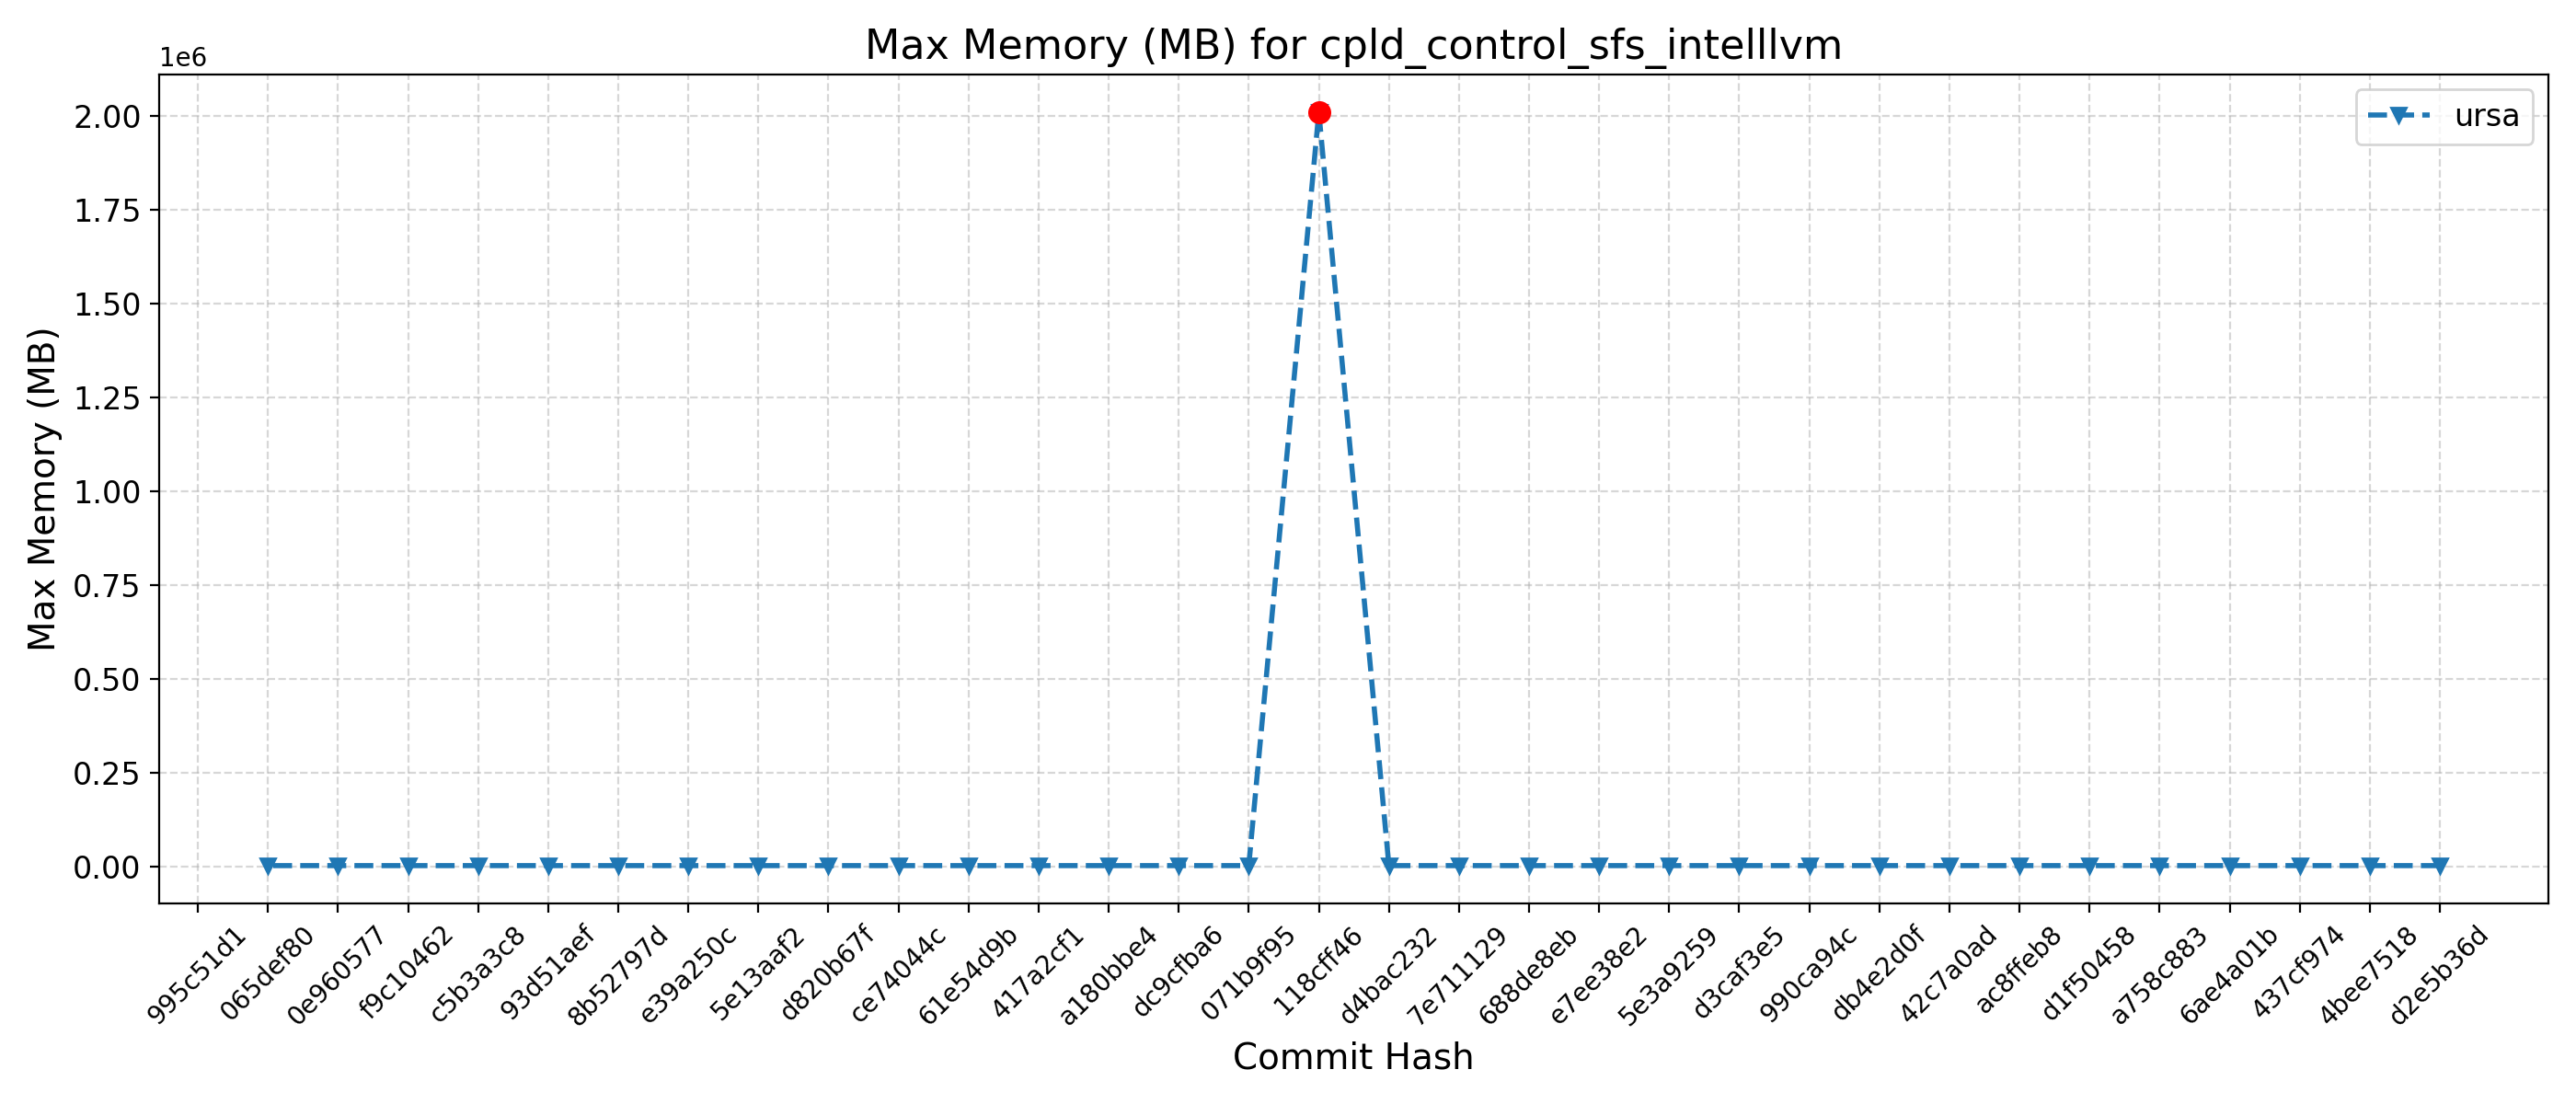 Max Memory (MB) for cpld_control_sfs_intelllvm
1e6
ursa
2.00
1.75
1.50
1.25
1.00
0.75
0.50
0.25
0.00
Max Memory (MB)
995c51d1
065def80
0e960577
f9c10462
c5b3a3c8
93d51aef
8b52797d
e39a250c
5e13aaf2
d820b67f
ce74044c
61e54d9b
417a2cf1
a180bbe4
dc9cfba6
071b9f95
118cff46
d4bac232
7e711129
688de8eb
e7ee38e2
5e3a9259
d3caf3e5
990ca94c
db4e2d0f
42c7a0ad
ac8ffeb8
d1f50458
a758c883
6ae4a01b
437cf974
4bee7518
d2e5b36d
Commit Hash